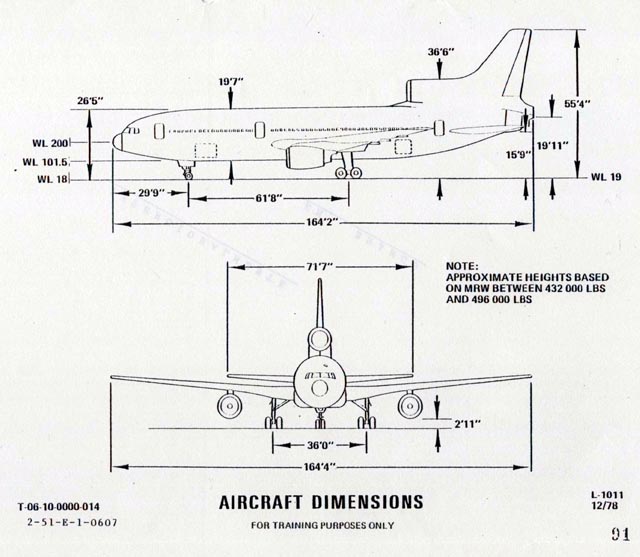 36'6"
19'7"
26'5"
55'4"
WL 200
19'11"
WL 101.5
15'9"
WL 18
WL 19
29'9"
61'8"
164'2"
71'7"
NOTE:
APPROXIMATE HEIGHTS BASED
ON MRW BETWEEN 432 000 LBS
AND 496 000 LBS
2'11"
36'0"
164'4"
T-06-10-0000-014
2-51-E-1-0607
AIRCRAFT DIMENSIONS
FOR TRAINING PURPOSES ONLY
L-1011
12/78
91